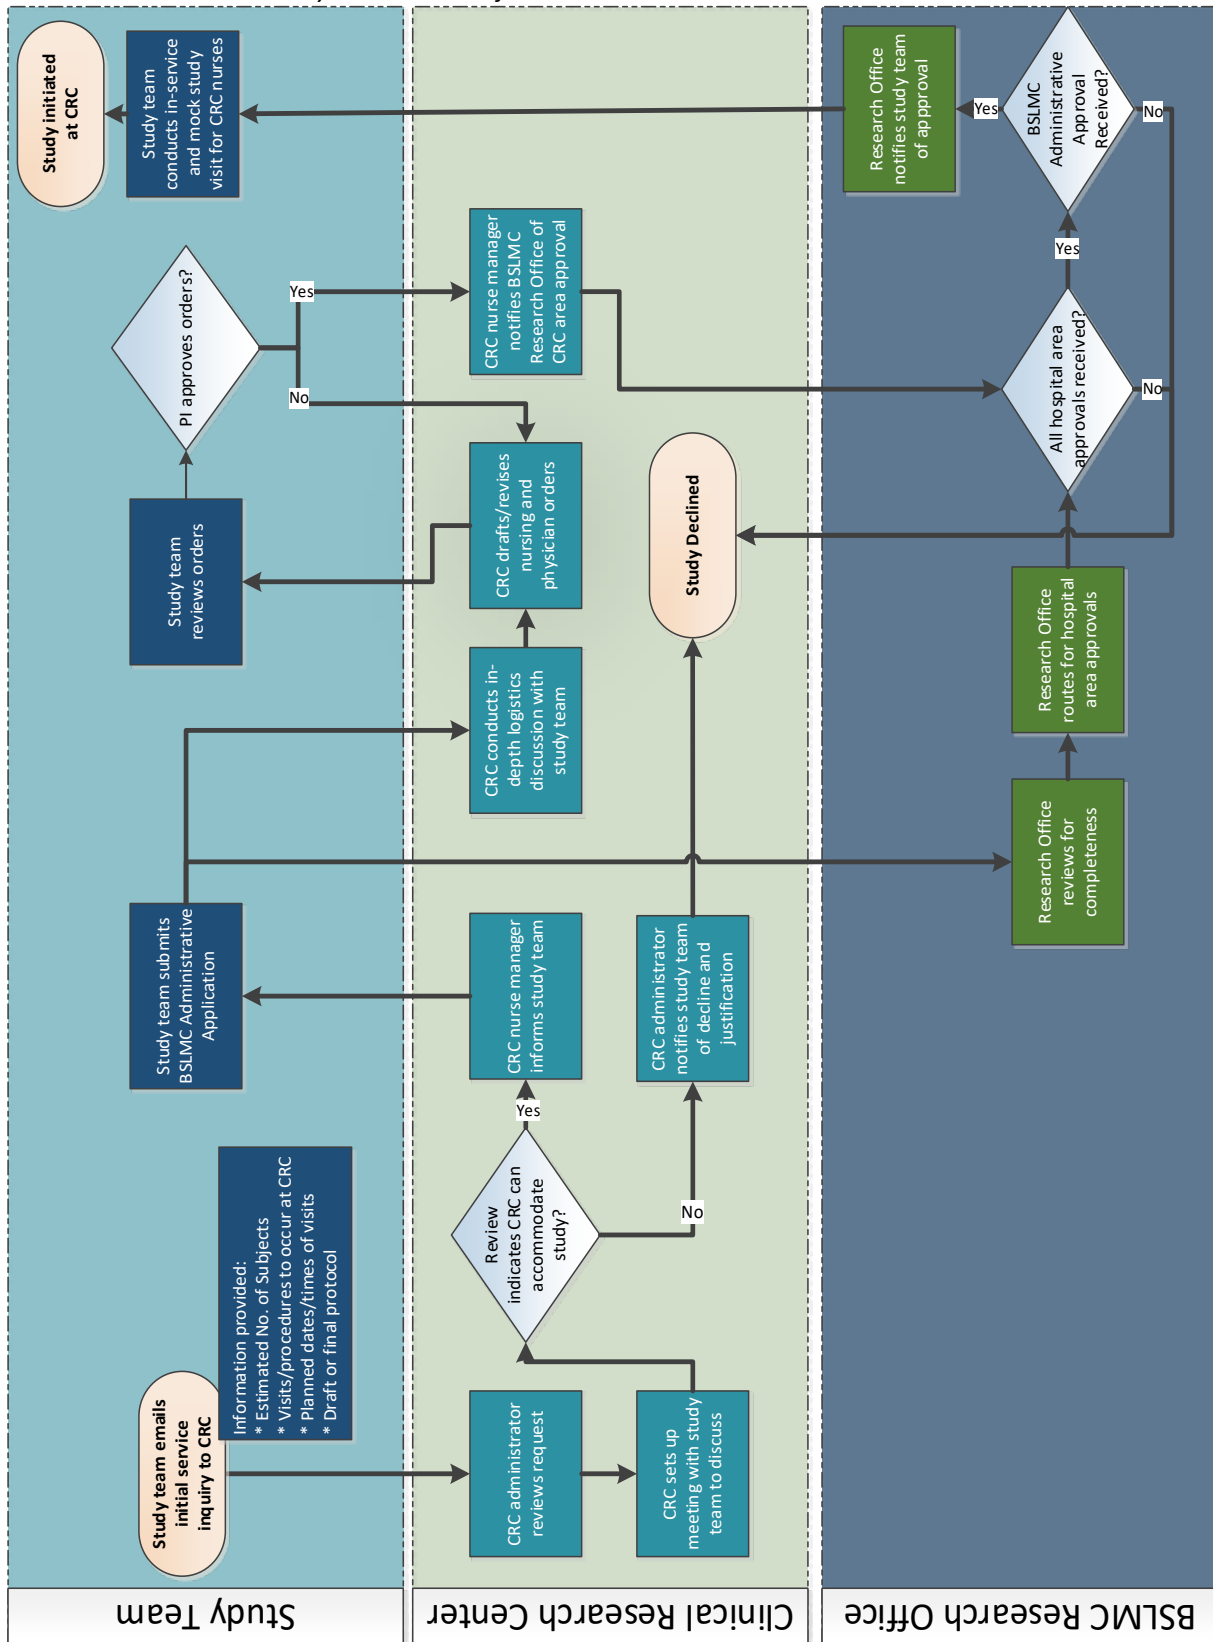 Study Team
Study team emails
initial service
inquiry to CRC
Information provided:
* Estimated No. of Subjects
* Visits/procedures to occur at CRC
* Planned dates/times of visits
* Draft or final protocol
Study team submits
BSLMC Administrative
Application
Study team
reviews orders
PI approves orders?
Yes
No
Study team
conducts in-service
and mock study
visit for CRC nurses
Study initiated
at CRC
Clinical Research Center
CRC administrator
reviews request
CRC sets up
meeting with study
team to discuss
Review
indicates CRC can
accommodate
study?
Yes
No
CRC nurse manager
informs study team
CRC administrator
notifies study team
of decline and
justification
CRC conducts in-
depth logistics
discussion with
study team
CRC drafts/revises
nursing and
physician orders
Study Declined
CRC nurse manager
notifies BSLMC
Research Office of
CRC area approval
BSLMC Research Office
Research Office
reviews for
completeness
Research Office
routes for hospital
area approvals
All hospital area
approvals received?
Yes
No
BSLMC
Administrative
Approval
Received?
Yes
No
Research Office
notifies study team
of appproval